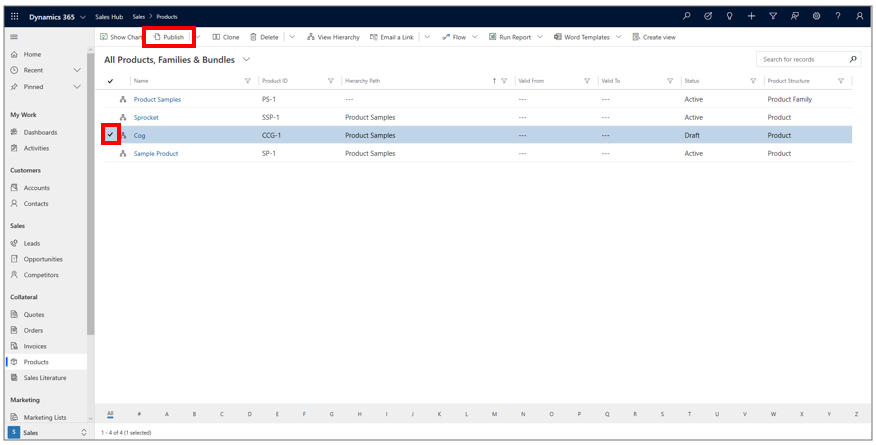 Dynamics 365 Sales Hub Sales > Products
Show Char Publish Clone Delete View Hierarchy Email a Link Flow Run Report Word Templates Create view
Home
Recent
Pinned
My Work
Dashboards
Activities
Customers
Accounts
Contacts
Sales
Leads
Opportunities
Competitors
Collateral
Quotes
Orders
Invoices
Products
Sales Literature
Marketing
Marketing Lists
S Sales
All Products, Families & Bundles
Search for records
Name Product ID Hierarchy Path Valid From Valid To Status Product Structure
Product Samples PS-1 --- --- --- Active Product Family
Sprocket SSP-1 Product Samples --- --- Active Product
Cog CCG-1 Product Samples --- --- Draft Product
Sample Product SP-1 Product Samples --- --- Active Product
All # A B C D E F G H I J K L M N O P Q R S T U V W X Y Z
1 - 4 of 4 (1 selected)